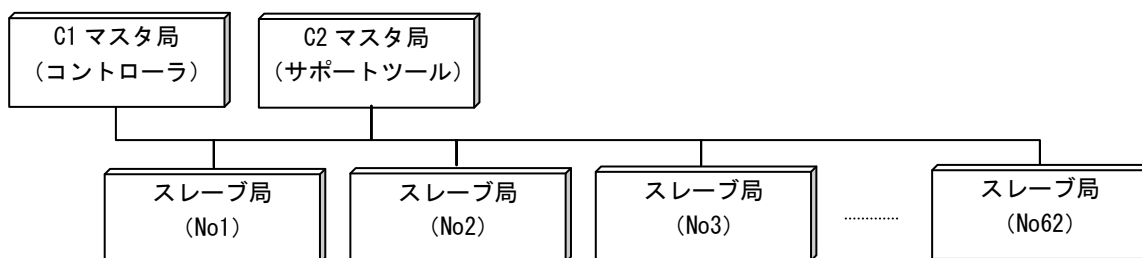 C1 マスタ局
（コントローラ）
C2 マスタ局
（サポートツール）
スレーブ局
（No1）
スレーブ局
（No2）
スレーブ局
（No3）
…………
スレーブ局
（No62）